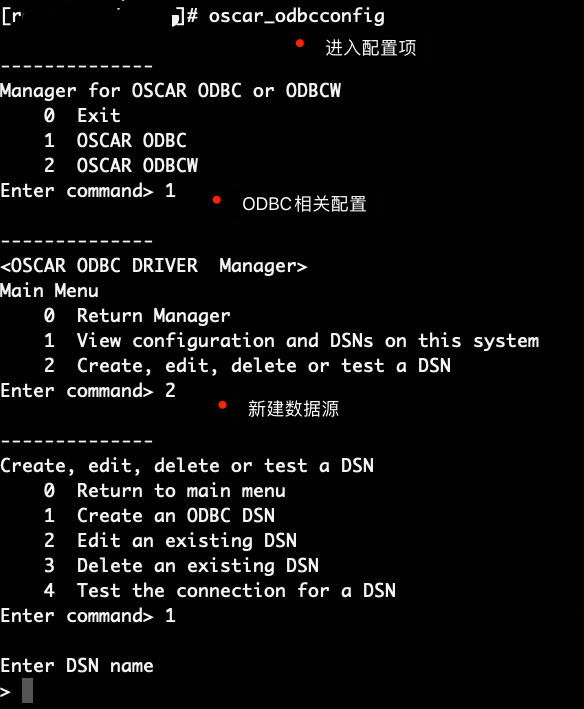 ]# oscar_odbcconfig
进入配置项
--------------
Manager for OSCAR ODBC or ODBCW
0 Exit
1 OSCAR ODBC
2 OSCAR ODBCW
Enter command> 1
ODBC相关配置
--------------
<OSCAR ODBC DRIVER  Manager>
Main Menu
0 Return Manager
1 View configuration and DSNs on this system
2 Create, edit, delete or test a DSN
Enter command> 2
新建数据源
--------------
Create, edit, delete or test a DSN
0 Return to main menu
1 Create an ODBC DSN
2 Edit an existing DSN
3 Delete an existing DSN
4 Test the connection for a DSN
Enter command> 1
Enter DSN name
>